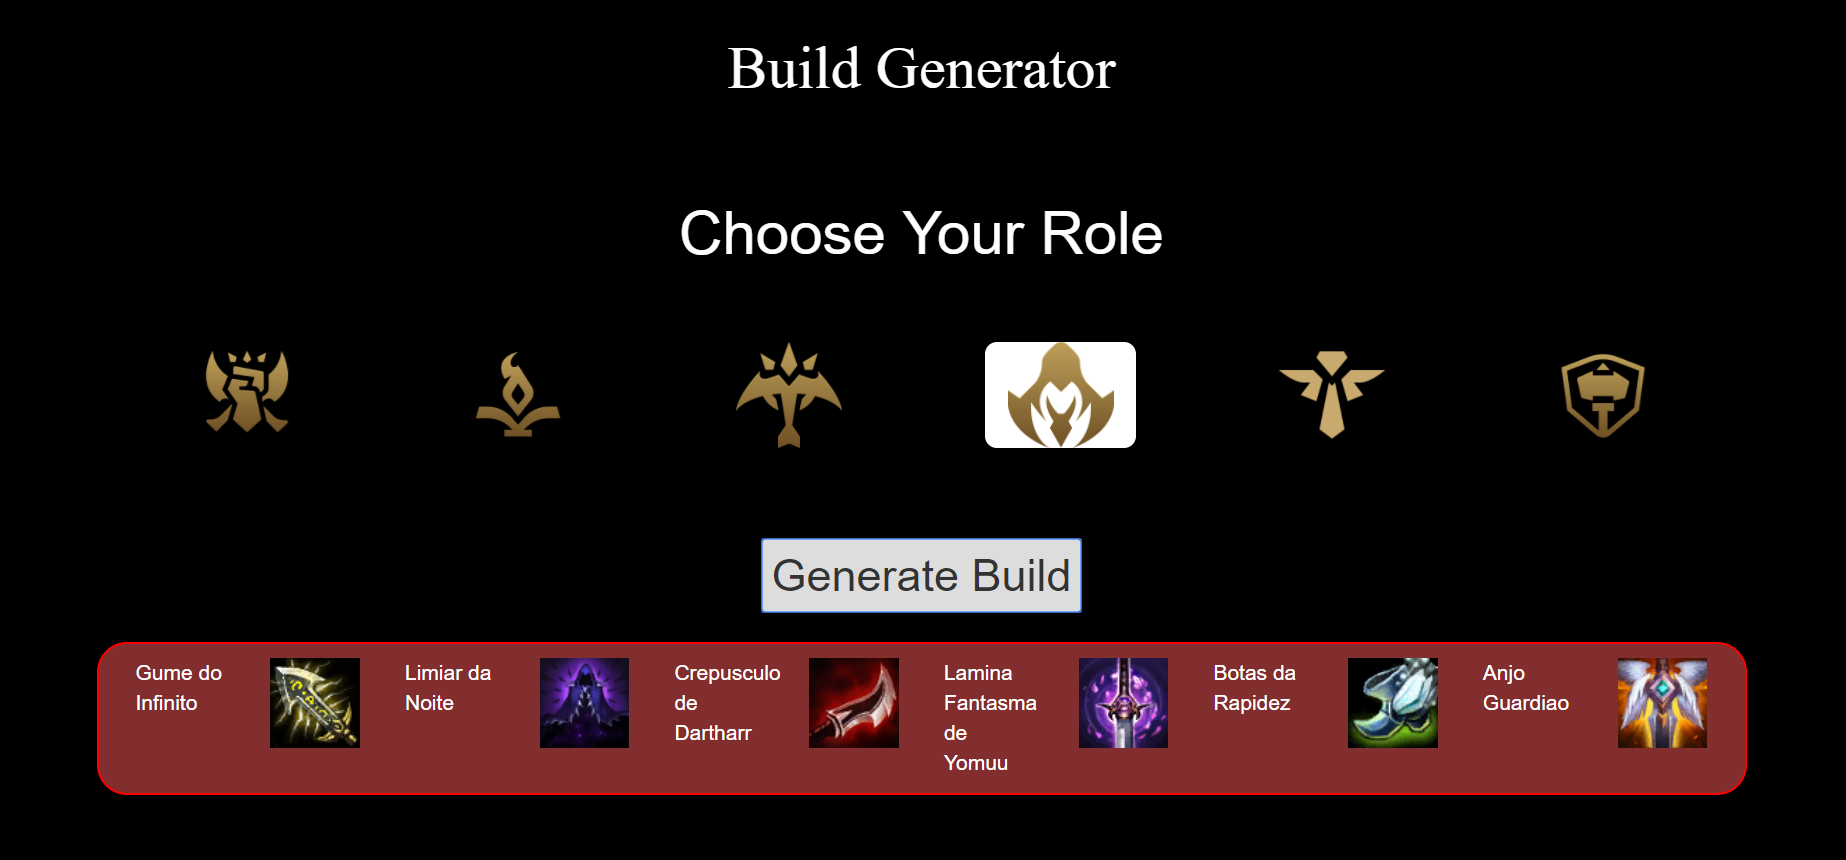 Build Generator
Choose Your Role
Generate Build
Gume do
Infinito
Limiar da
Noite
Crepusculo
de
Dartharr
Lamina
Fantasma
de
Yomuu
Botas da
Rapidez
Anjo
Guardiao